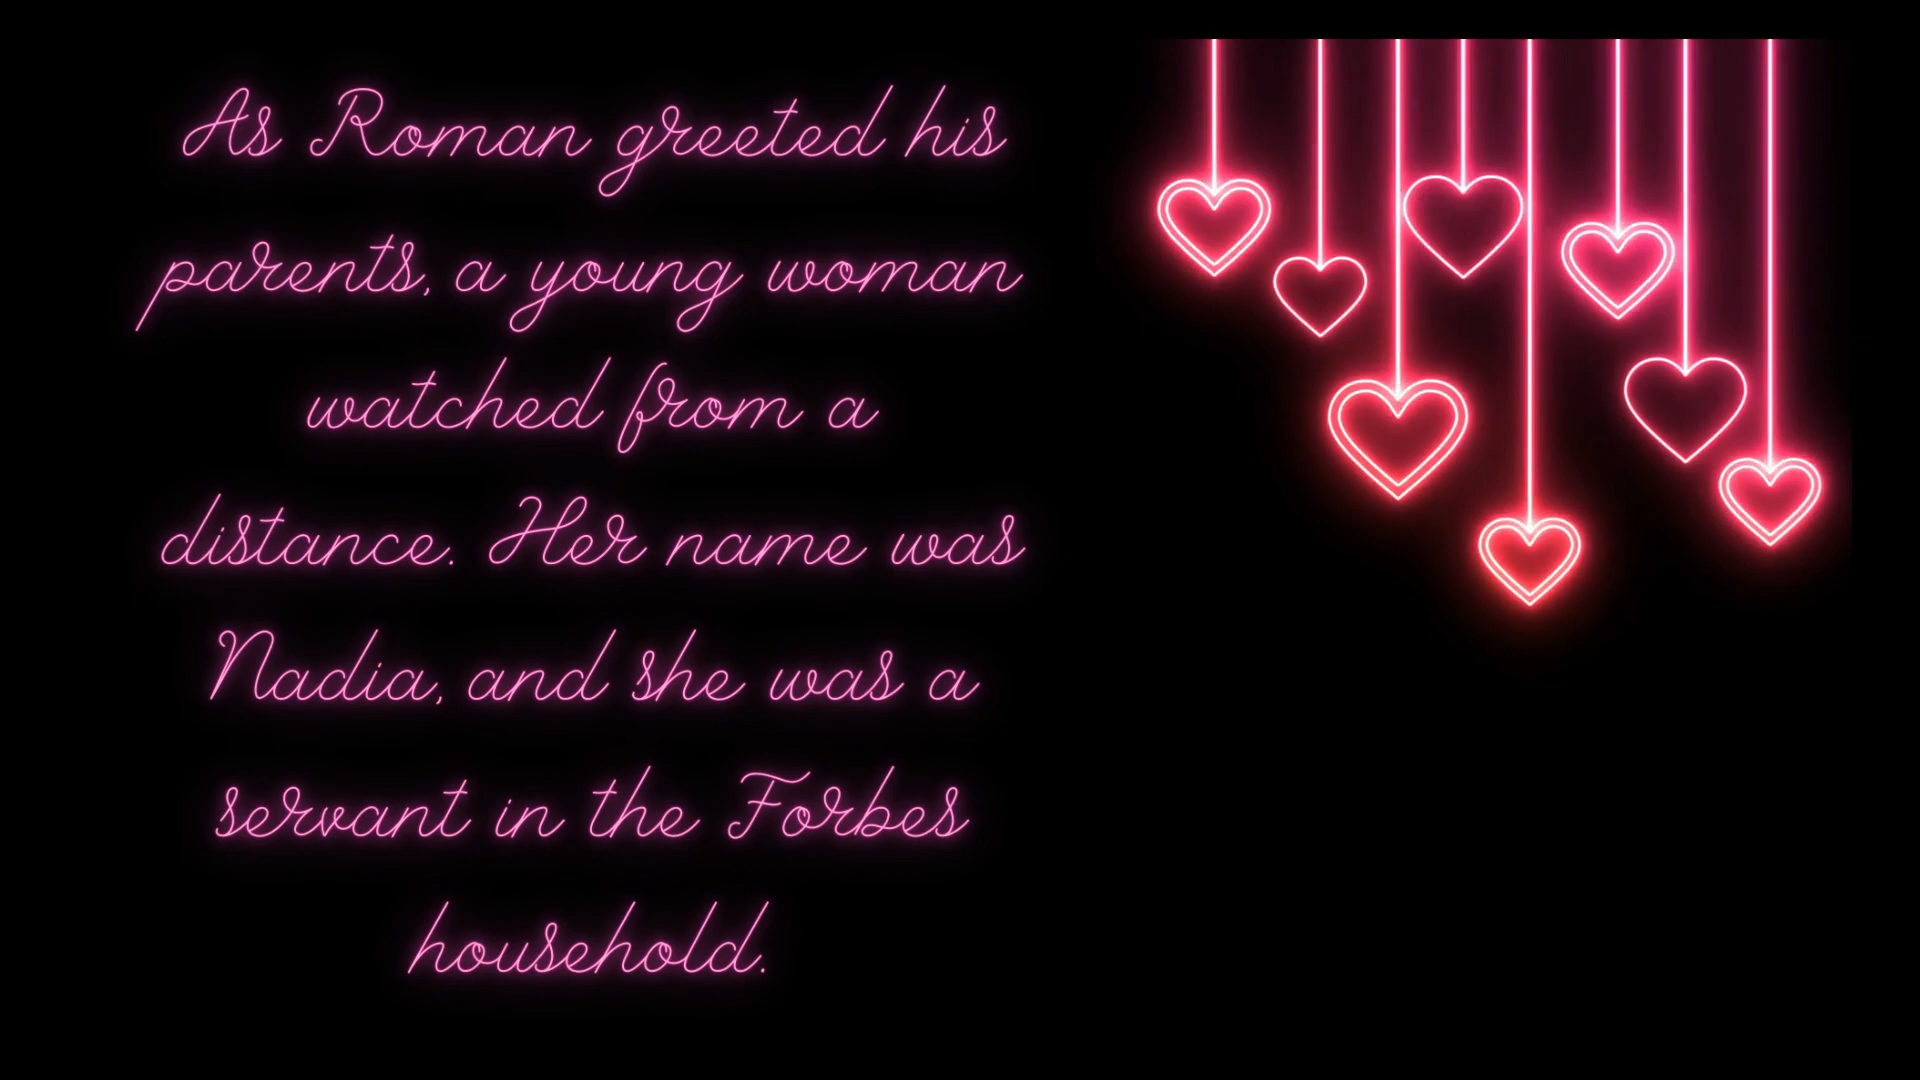 As Roman greeted his
parents, a young woman
watched from a
distance. Her name was
Nadia, and she was a
servant in the Forbes
household.